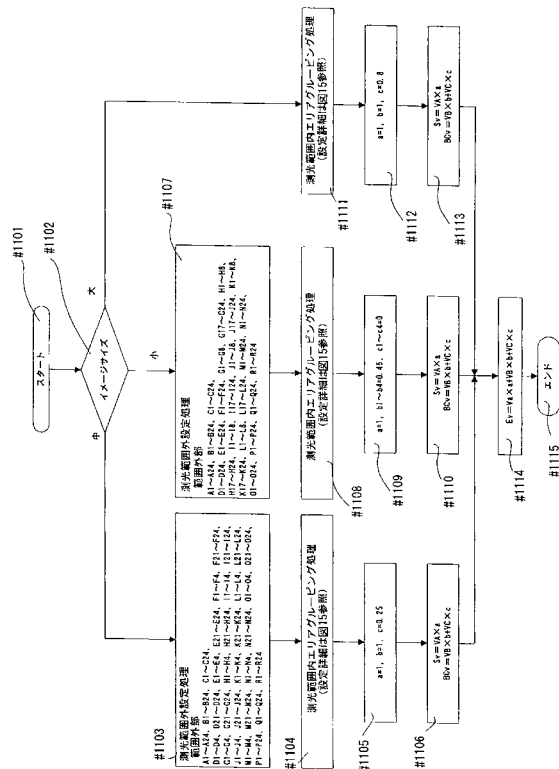 #1101
スタート
#1102
イメージサイズ
中
小
大
#1103
測光範囲外設定処理
範囲外部
A1~A24、B1~B24、C1~C24、
D1~D4、D21~D24、E1~E4、E21~E24、F1~F4、F21~F24、
G1~G4、G21~G24、H1~H4、H21~H24、I1~I4、I21~I24、
J1~J4、J21~J24、K1~K4、K21~K24、L1~L4、L21~L24、
M1~M4、M21~M24、N1~N4、N21~N24、O1~O4、O21~O24、
P1~P24、Q1~Q24、R1~R24
#1104
測光範囲内エリアグルーピング処理
(設定詳細は図15参照)
#1105
a=1, b=1, c=0.25
#1106
Sv=VA×a
BCv=VB×b+VC×c
#1107
測光範囲外設定処理
範囲外部
A1~A24、B1~B24、C1~C24、
D1~D24、E1~E24、F1~F24、G1~G8、G17~G24、H1~H8、
H17~H24、I1~I8、I17~I24、J1~J8、J17~J24、K1~K8、
K17~K24、L1~L8、L17~L24、M1~M24、N1~N24、
O1~O24、P1~P24、Q1~Q24、R1~R24
#1108
測光範囲内エリアグルーピング処理
(設定詳細は図15参照)
#1109
a=1, b1~b4=0.45, c1~c4=0
#1110
Sv=VA×a
BCv=VB×b+VC×c
#1111
測光範囲内エリアグルーピング処理
(設定詳細は図15参照)
#1112
a=1, b=1, c=0.8
#1113
Sv=VA×a
BCv=VB×b+VC×c
#1114
Ev=VA×a+VB×b+VC×c
エンド
#1115